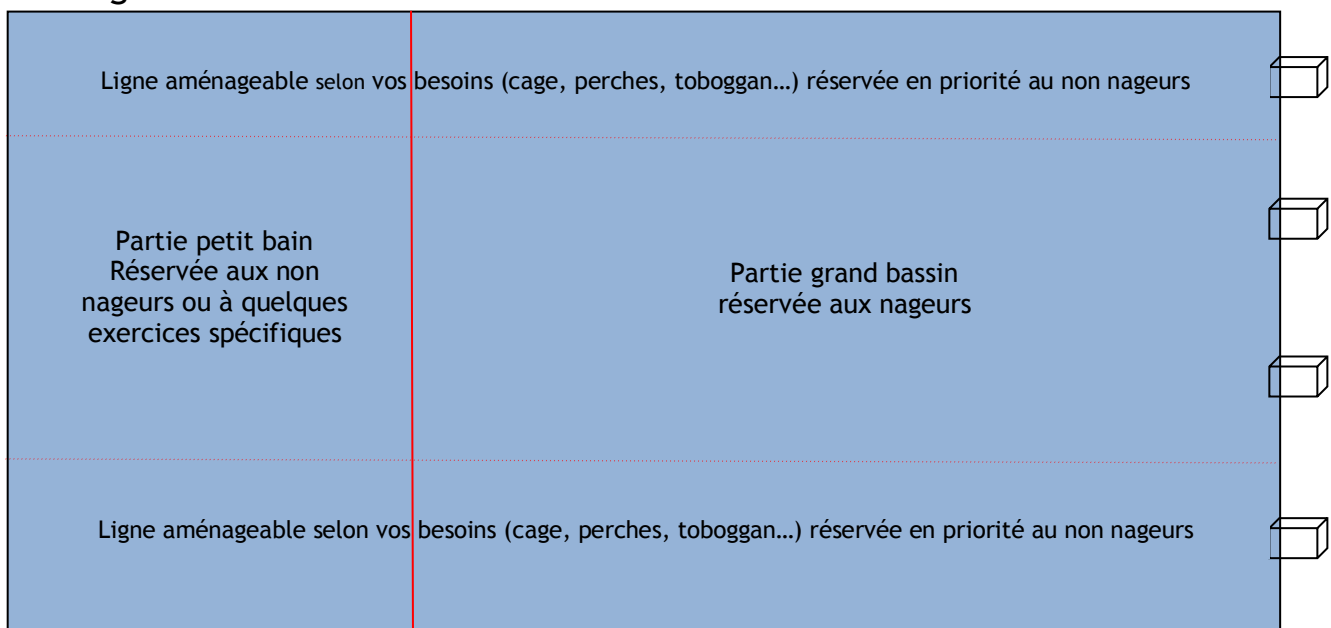 Ligne aménageable selon vos besoins (cage, perches, toboggan…) réservée en priorité au non nageurs
Partie petit bain
Réservée aux non
nageurs ou à quelques
exercices spécifiques
Partie grand bassin
réservée aux nageurs
Ligne aménageable selon vos besoins (cage, perches, toboggan…) réservée en priorité au non nageurs